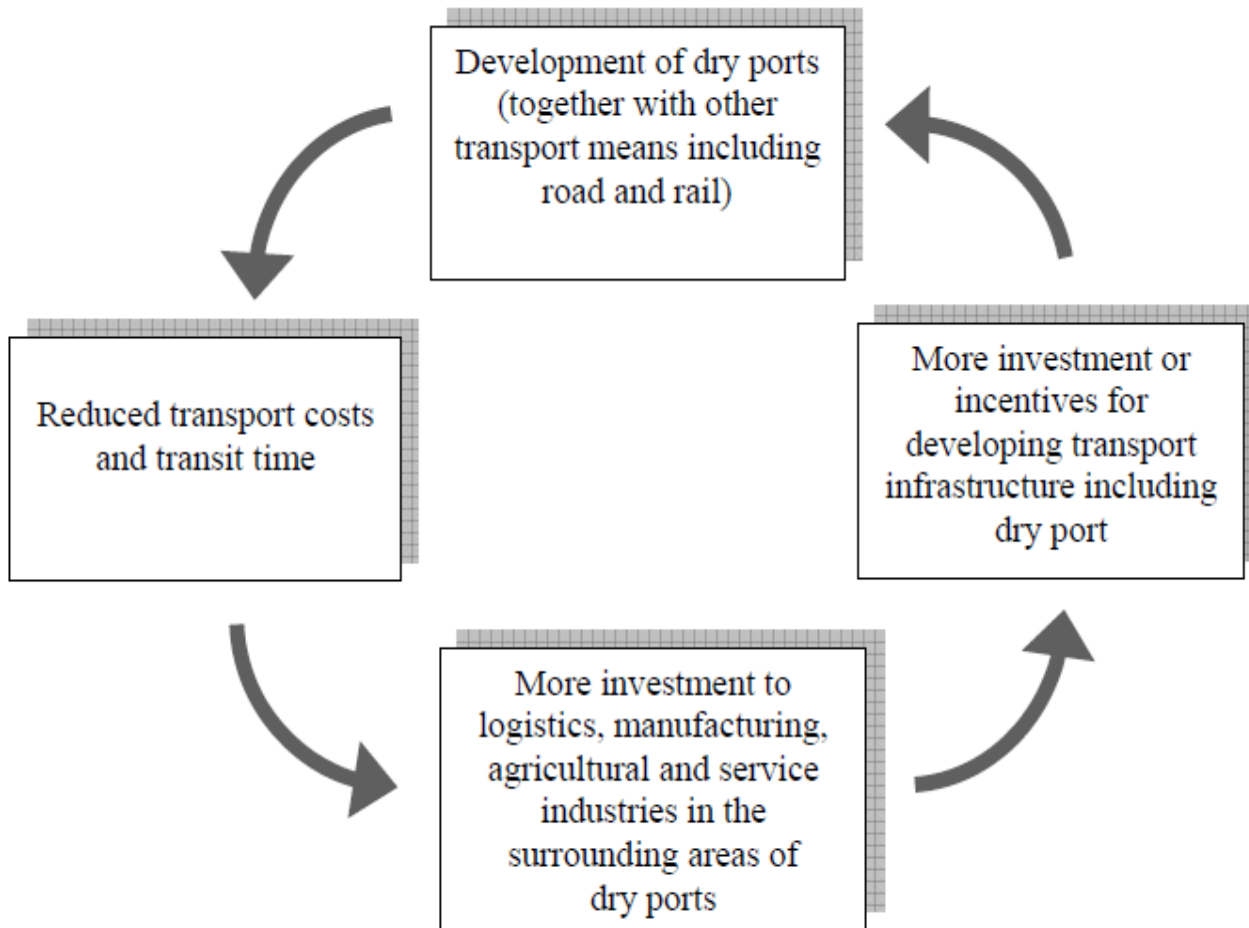 Development of dry ports
(together with other
transport means including
road and rail)
Reduced transport costs
and transit time
More investment or
incentives for
developing transport
infrastructure including
dry port
More investment to
logistics, manufacturing,
agricultural and service
industries in the
surrounding areas of
dry ports